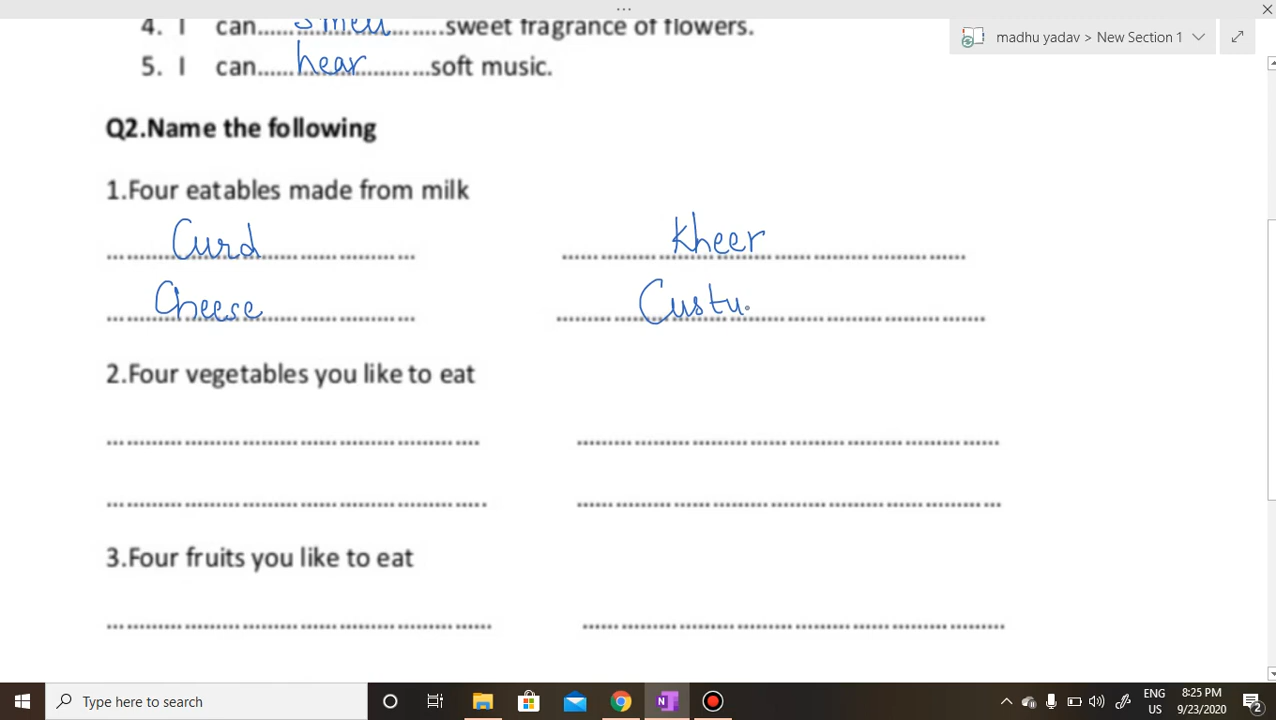 madhu yadav > New Section 1
4. I can......smell.........sweet fragrance of flowers.
5. I can......hear............soft music.
Q2.Name the following
1.Four eatables made from milk
Curd Kheer
Cheese Custu
2.Four vegetables you like to eat
3.Four fruits you like to eat
Type here to search
ENG 8:25 PM
US 9/23/2020 2